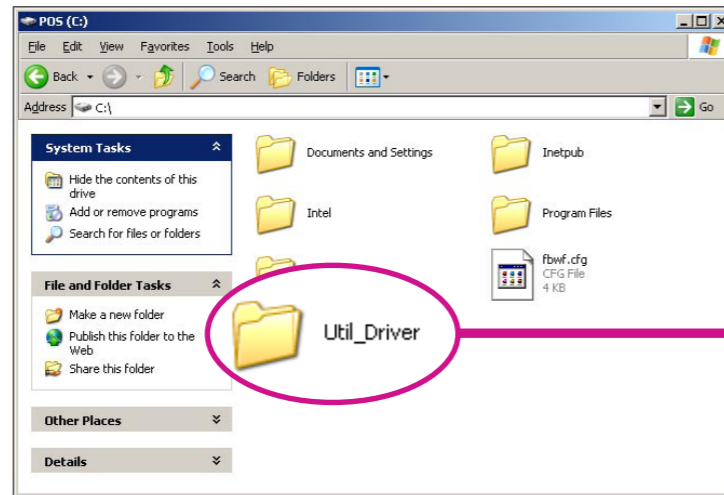 POS (C:)
File Edit View Favorites Tools Help
Back Search Folders
Address C:\ Go
System Tasks
Hide the contents of this
drive
Add or remove programs
Search for files or folders
File and Folder Tasks
Make a new folder
Publish this folder to the
Web
Share this folder
Other Places
Details
Documents and Settings
Inetpub
Intel
Program Files
fbwf.cfg
CFG File
4 KB
Util_Driver